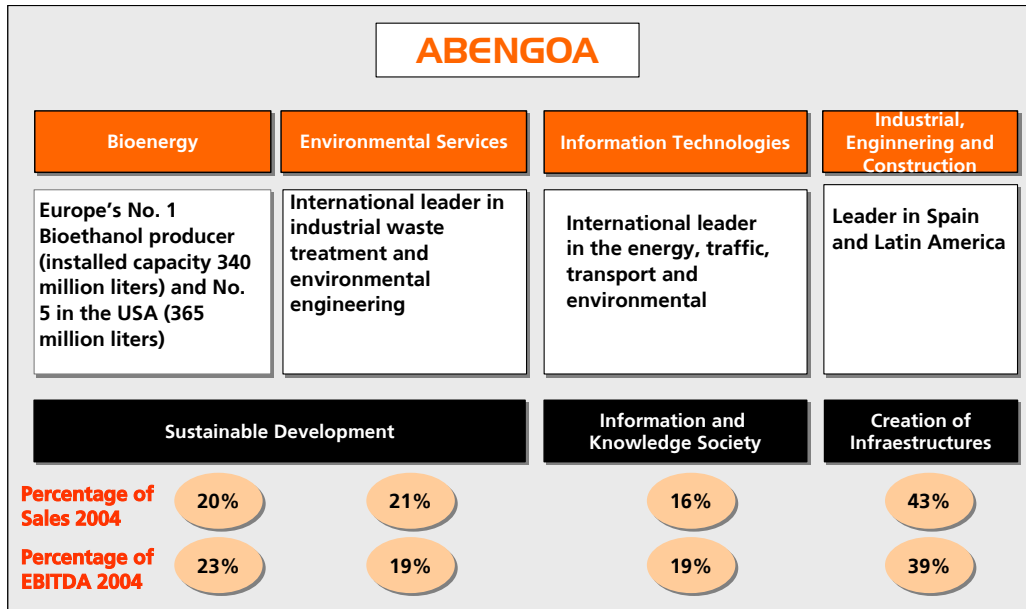 ABENGOA
Bioenergy
Environmental Services
Information Technologies
Industrial,
Enginnering and
Construction
Europe's No. 1
Bioethanol producer
(installed capacity 340
million liters) and No.
5 in the USA (365
million liters)
International leader in
industrial waste
treatment and
environmental
engineering
International leader
in the energy, traffic,
transport and
environmental
Leader in Spain
and Latin America
Sustainable Development
Information and
Knowledge Society
Creation of
Infraestructures
Percentage of
Sales 2004
20%
21%
16%
43%
Percentage of
EBITDA 2004
23%
19%
19%
39%